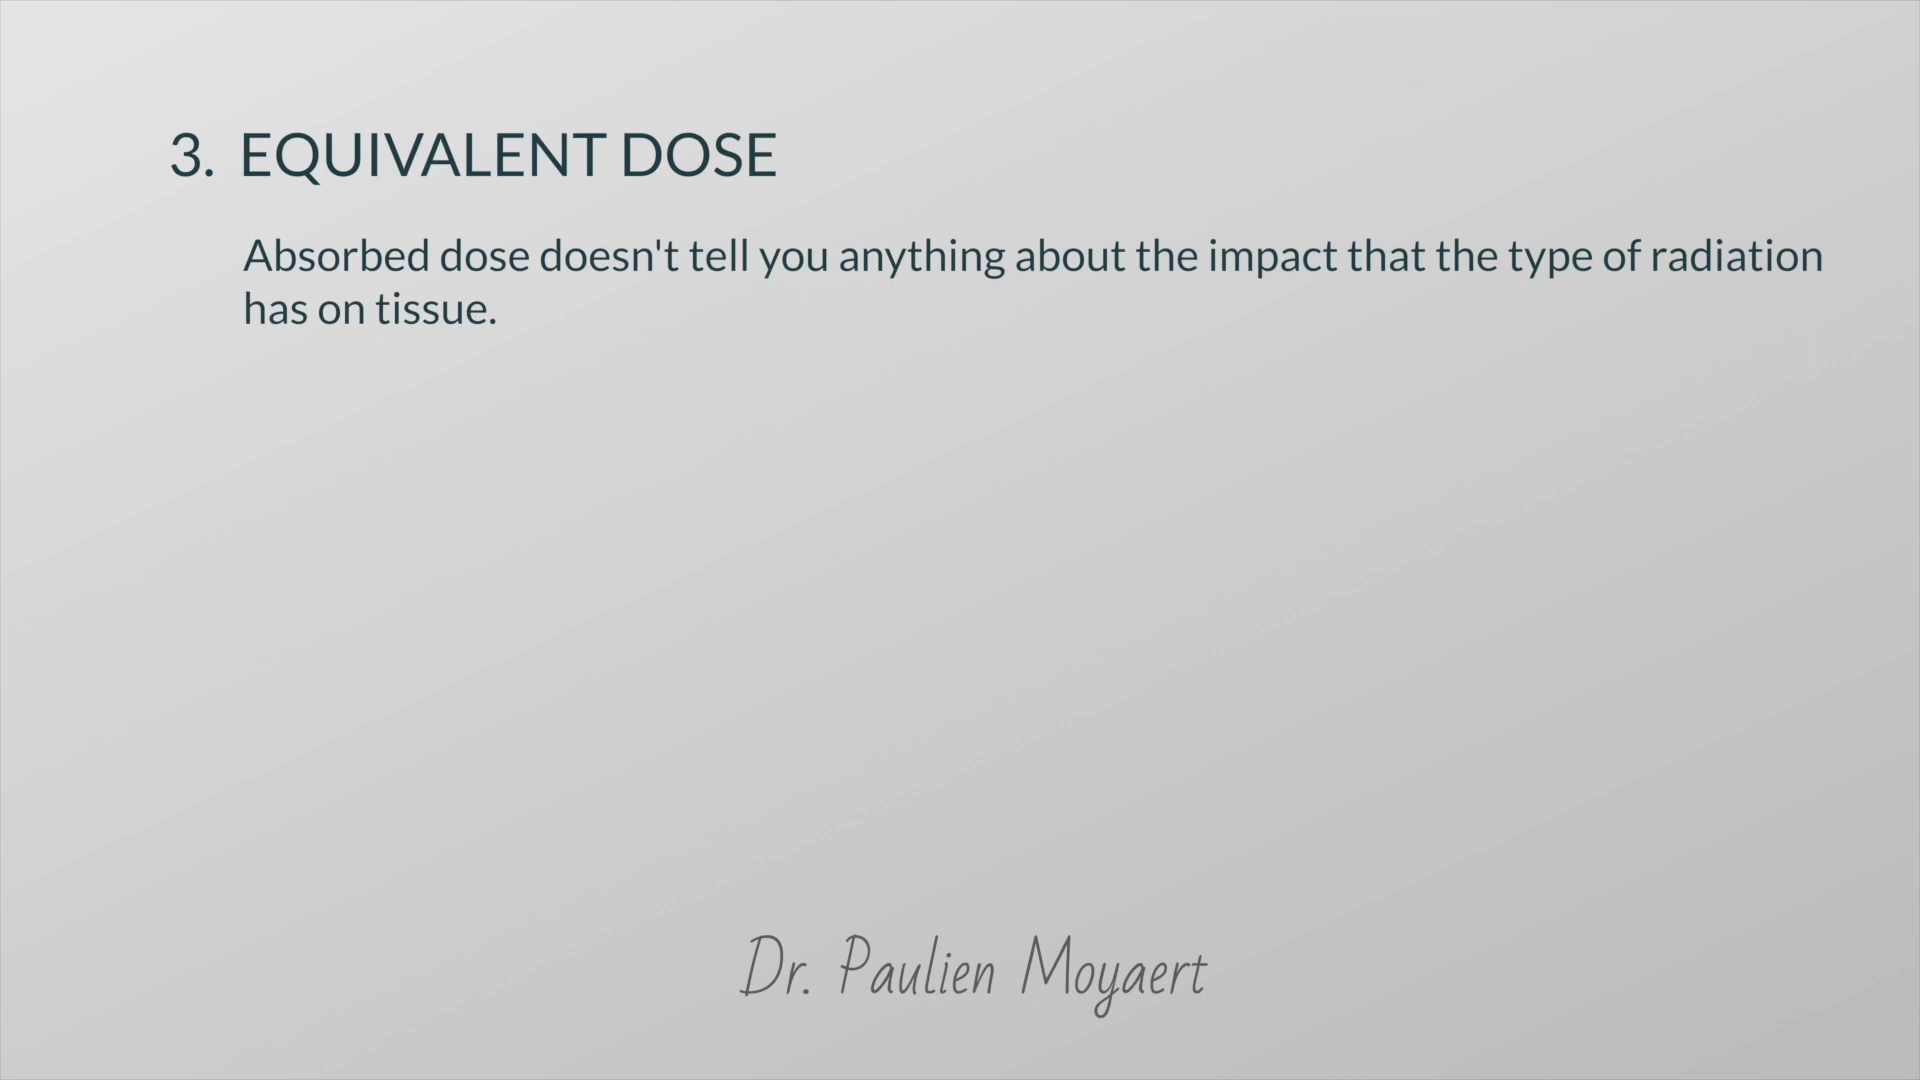 3. EQUIVALENT DOSE
Absorbed dose doesn't tell you anything about the impact that the type of radiation
has on tissue.
Dr. Paulien Moyaert